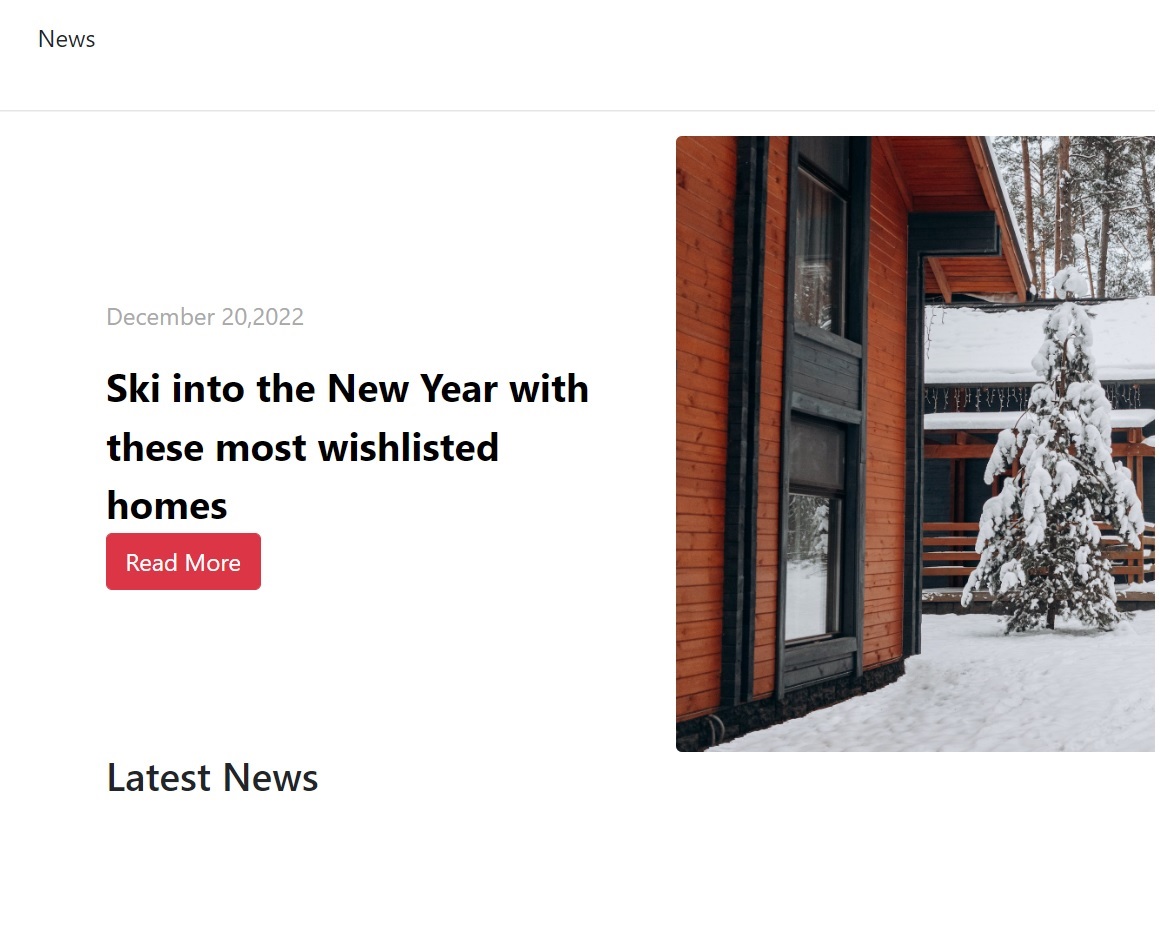 News
December 20,2022
Ski into the New Year with
these most wishlisted
homes
Read More
Latest News